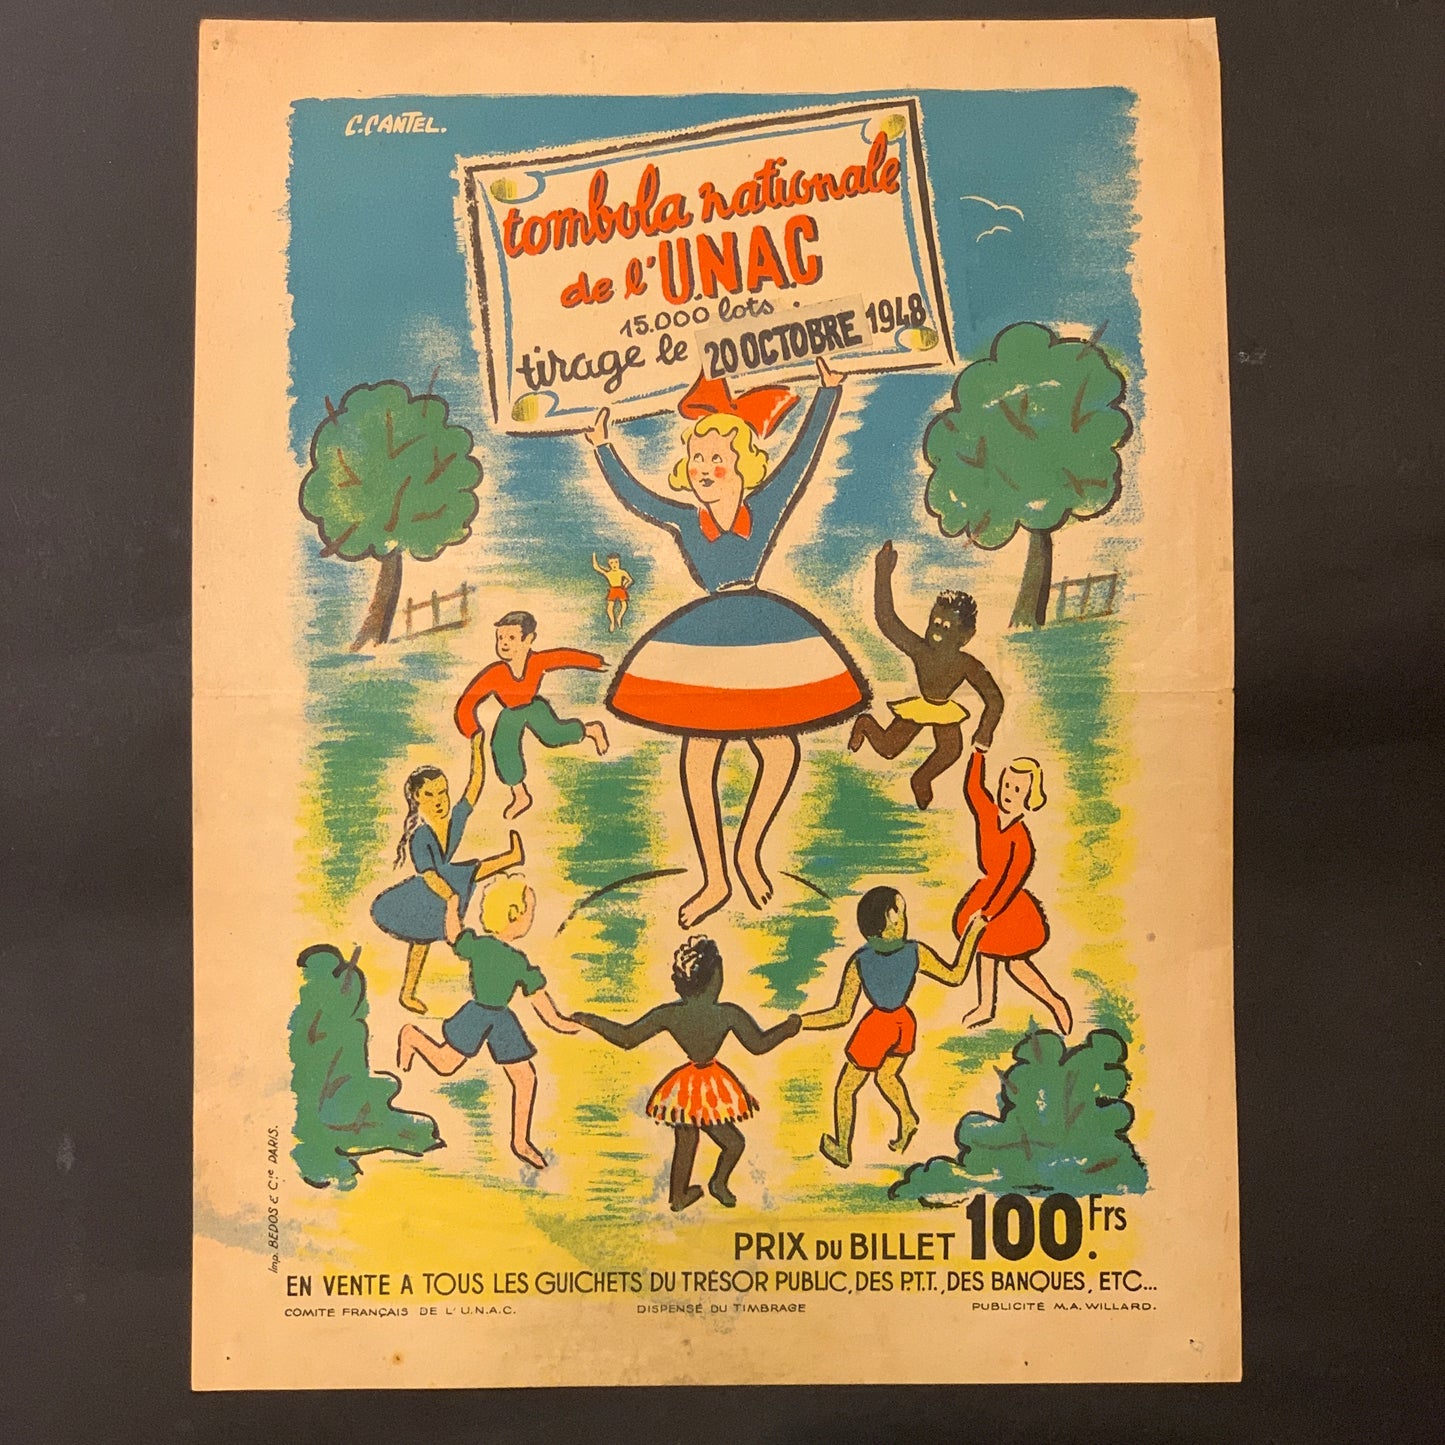 C. CANTEL.
tombola nationale
de l'U.N.A.C
15.000 lots.
tirage le 20 OCTOBRE 1948
Imp. BEDOS & Cie PARIS.
PRIX DU BILLET 100 Frs.
EN VENTE A TOUS LES GUICHETS DU TRÉSOR PUBLIC, DES P.T.T., DES BANQUES, ETC...
COMITÉ FRANÇAIS DE L'U.N.A.C. DISPENSÉ DU TIMBRAGE PUBLICITÉ M.A. WILLARD.